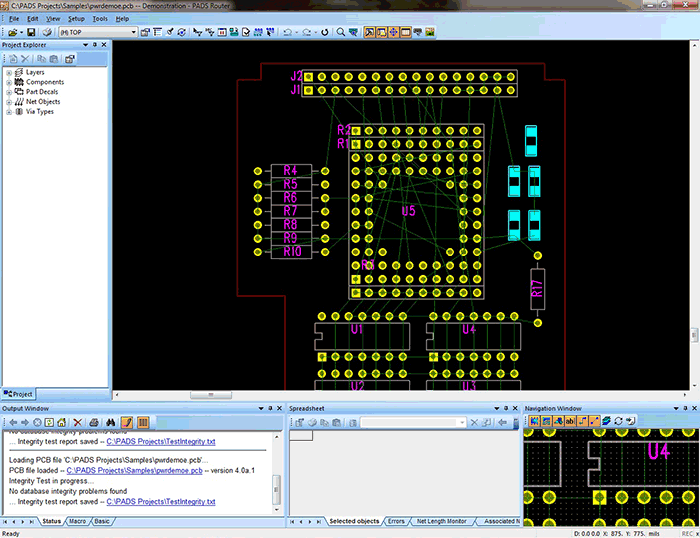 C:\PADS Projects\Samples\pwrdemoe.pcb -- Demonstration - PADS Router
File Edit View Setup Tools Window Help
(H) TOP
Project Explorer
Layers
Components
Part Decals
Net Objects
Via Types
J2
J1
R2
R1
R4
R5
R6
R7
R8
R9
R10
U5
R17
U1
U4
U2
U3
Project
Output Window
Spreadsheet
Navigation Window
... Integrity test report saved -- C:\PADS Projects\TestIntegrity.txt
Loading PCB file 'C:\PADS Projects\Samples\pwrdemoe.pcb'...
PCB file loaded -- C:\PADS Projects\Samples\pwrdemoe.pcb -- version 4.0a.1
Integrity Test in progress...
No database integrity problems found
... Integrity test report saved -- C:\PADS Projects\TestIntegrity.txt
U4
Status Macro Basic
Selected objects Errors Net Length Monitor Associated N
Ready
D: 0.0 0.0 X: 875. Y: 775. mils REC